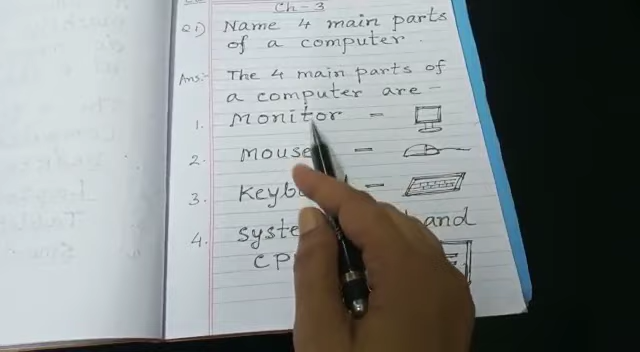 Ch-3
Q1) Name 4 main parts
of a computer.
Ans:- The 4 main parts of
a computer are -
1. Monitor -
2. mouse -
3. Keyb d -
4. syste and
CP